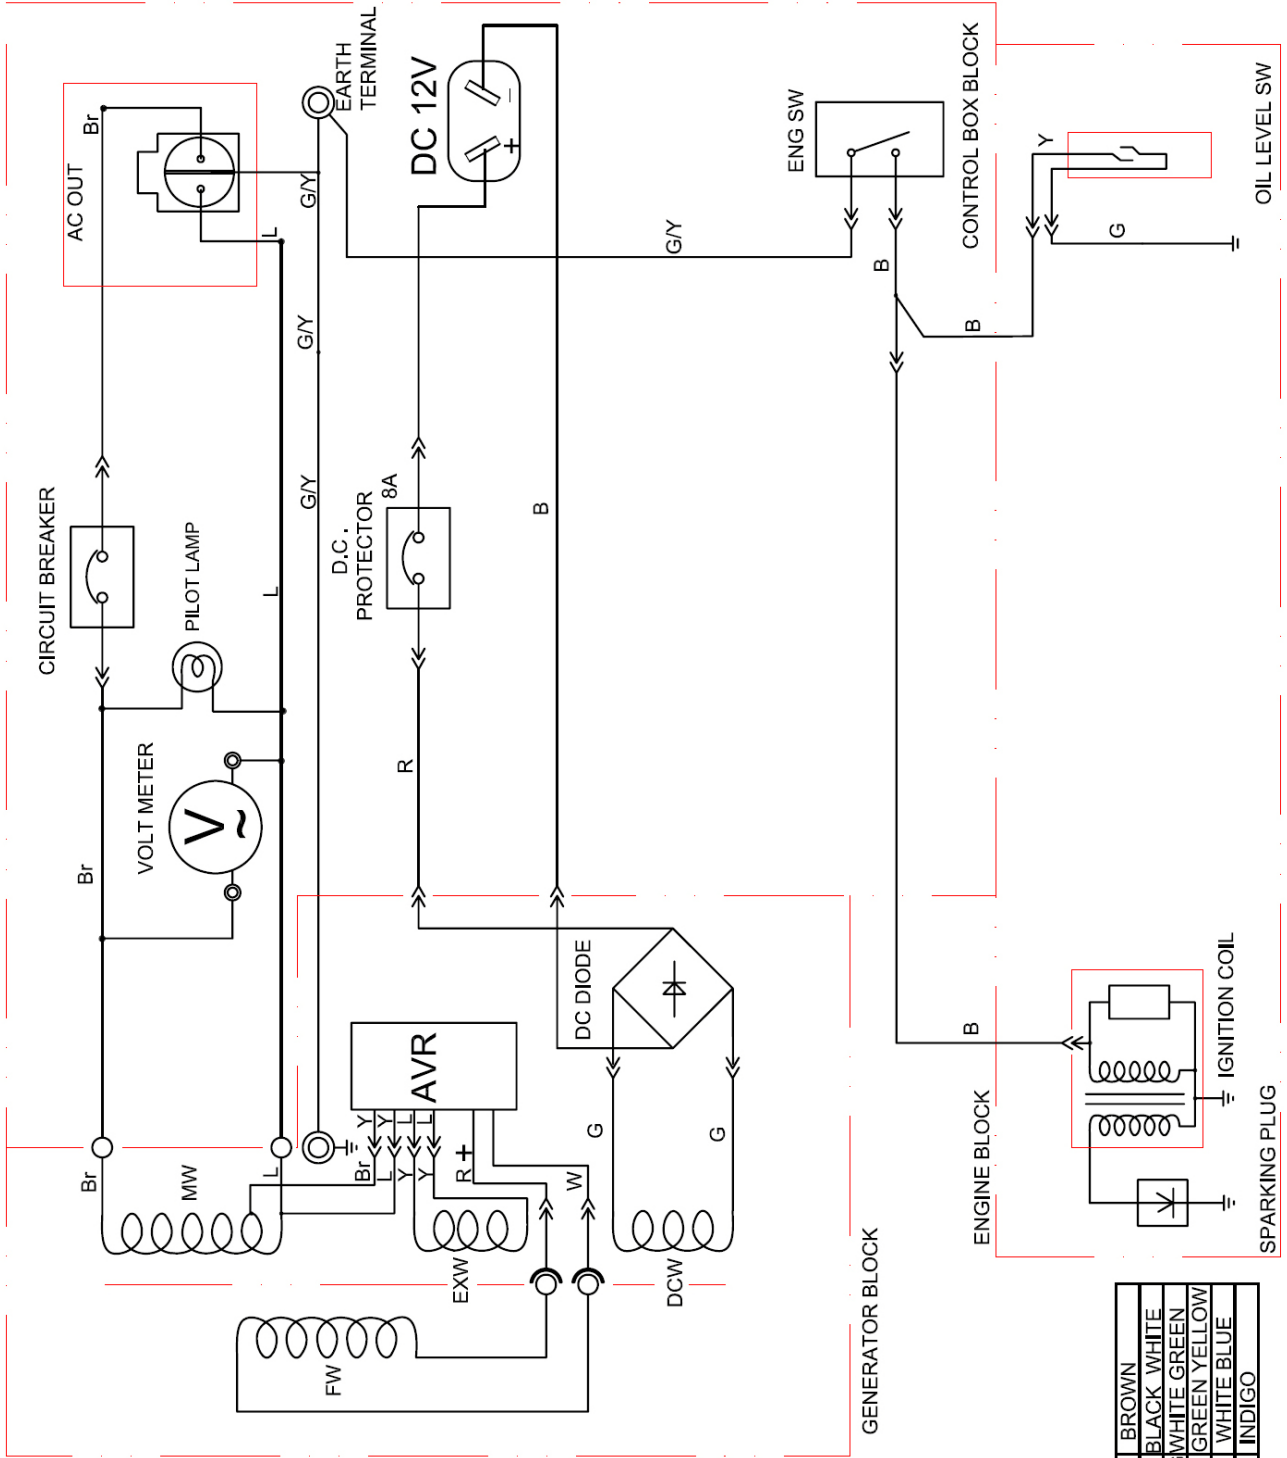 AC OUT
Br
L
EARTH
TERMINAL
G/Y
DC 12V
+
−
ENG SW
CONTROL BOX BLOCK
OIL LEVEL SW
Y
G
G/Y
B
B
G/Y
CIRCUIT BREAKER
PILOT LAMP
L
G/Y
D.C.
PROTECTOR
8A
B
VOLT METER
V
~
Br
R
DC DIODE
AVR
Y
Y
L
L
Br
L
Y
Y
R
+
W
G
G
Br
MW
L
EXW
DCW
FW
GENERATOR BLOCK
B
ENGINE BLOCK
IGNITION COIL
SPARKING PLUG
BROWN
BLACK WHITE
WHITE GREEN
GREEN YELLOW
WHITE BLUE
INDIGO